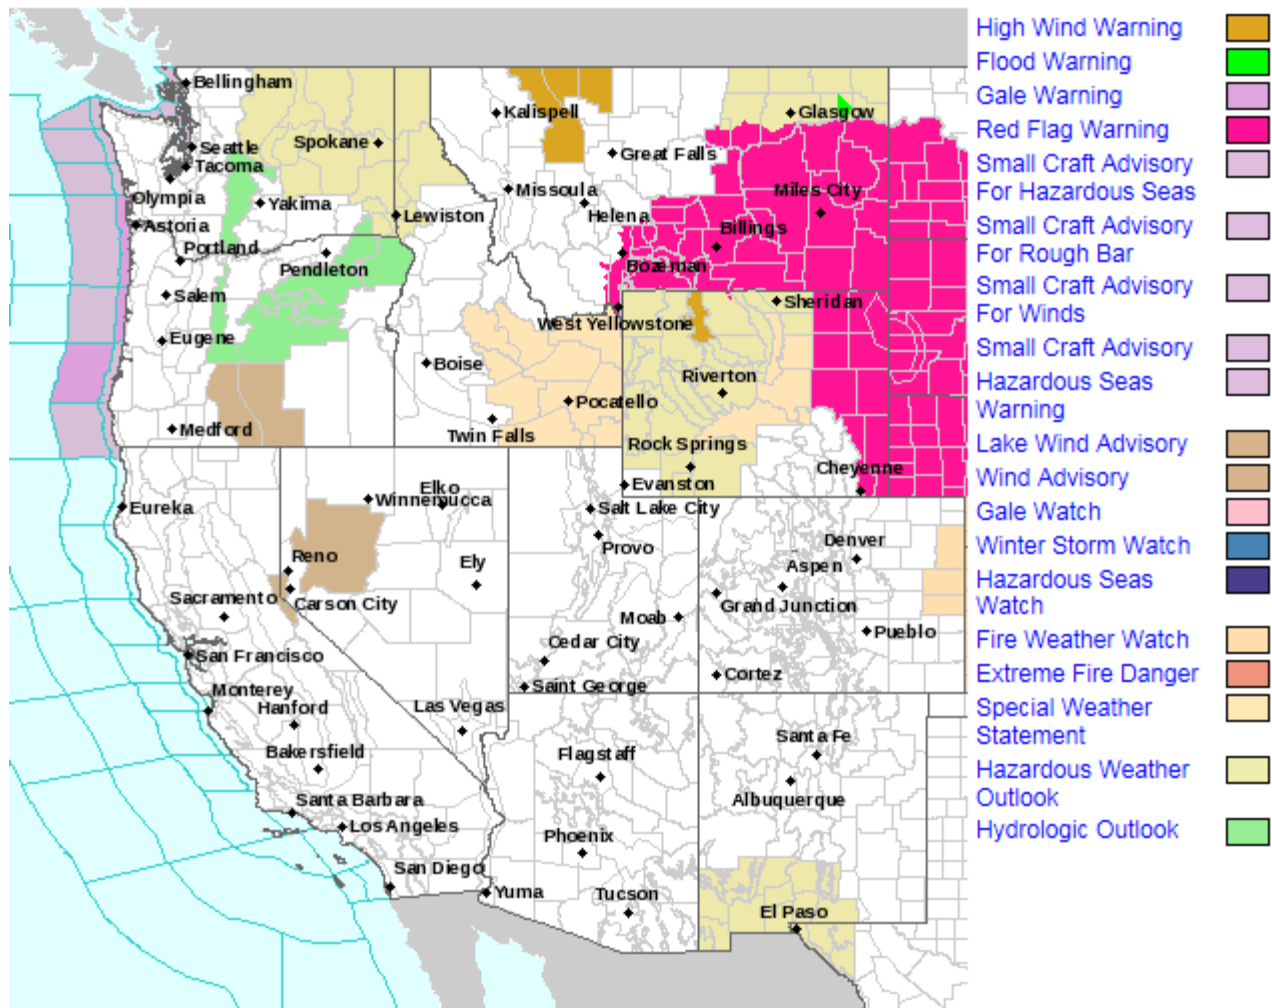 Bellingham
Seattle
Tacoma
Olympia
Yakima
Spokane
Astoria
Portland
Pendleton
Lewiston
Salem
Eugene
Medford
Kalispell
Missoula
Great Falls
Helena
Glasgow
Miles City
Billings
Bozeman
West Yellowstone
Sheridan
Boise
Pocatello
Twin Falls
Riverton
Rock Springs
Evanston
Cheyenne
Eureka
Elko
Winnemucca
Reno
Ely
Carson City
Sacramento
San Francisco
Monterey
Hanford
Bakersfield
Las Vegas
Santa Barbara
Los Angeles
San Diego
Yuma
Salt Lake City
Provo
Moab
Cedar City
Saint George
Denver
Aspen
Grand Junction
Pueblo
Cortez
Flagstaff
Phoenix
Tucson
Santa Fe
Albuquerque
El Paso
High Wind Warning
Flood Warning
Gale Warning
Red Flag Warning
Small Craft Advisory
For Hazardous Seas
Small Craft Advisory
For Rough Bar
Small Craft Advisory
For Winds
Small Craft Advisory
Hazardous Seas
Warning
Lake Wind Advisory
Wind Advisory
Gale Watch
Winter Storm Watch
Hazardous Seas
Watch
Fire Weather Watch
Extreme Fire Danger
Special Weather
Statement
Hazardous Weather
Outlook
Hydrologic Outlook